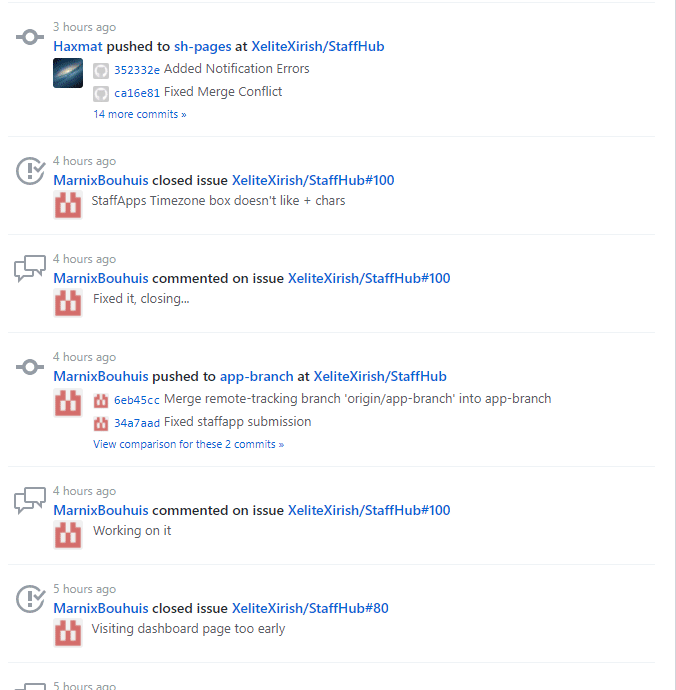 3 hours ago
Haxmat pushed to sh-pages at XeliteXirish/StaffHub
352332e Added Notification Errors
ca16e81 Fixed Merge Conflict
14 more commits »
4 hours ago
MarnixBouhuis closed issue XeliteXirish/StaffHub#100
StaffApps Timezone box doesn't like + chars
4 hours ago
MarnixBouhuis commented on issue XeliteXirish/StaffHub#100
Fixed it, closing...
4 hours ago
MarnixBouhuis pushed to app-branch at XeliteXirish/StaffHub
6eb45cc Merge remote-tracking branch 'origin/app-branch' into app-branch
34a7aad Fixed staffapp submission
View comparison for these 2 commits »
4 hours ago
MarnixBouhuis commented on issue XeliteXirish/StaffHub#100
Working on it
5 hours ago
MarnixBouhuis closed issue XeliteXirish/StaffHub#80
Visiting dashboard page too early
5 hours ago